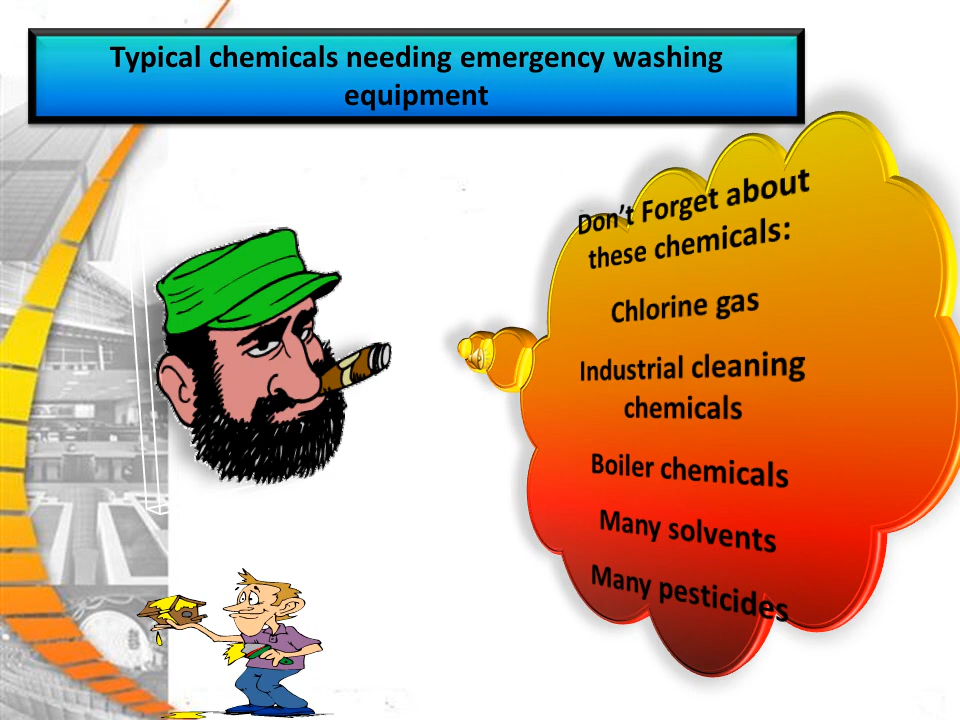 Typical chemicals needing emergency washing
equipment
Don’t Forget about
these chemicals:
Chlorine gas
Industrial cleaning
chemicals
Boiler chemicals
Many solvents
Many pesticides